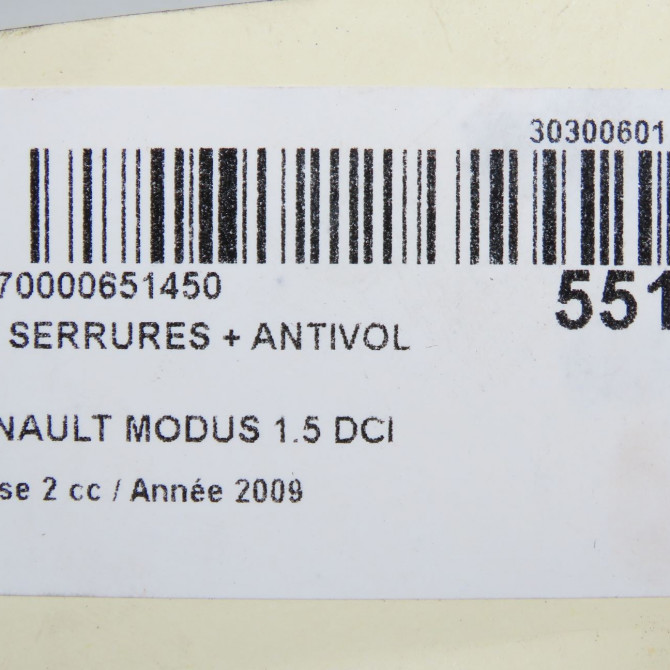 30300601
70000651450
551
SERRURES + ANTIVOL
NAULT MODUS 1.5 DCI
se 2 cc / Année 2009